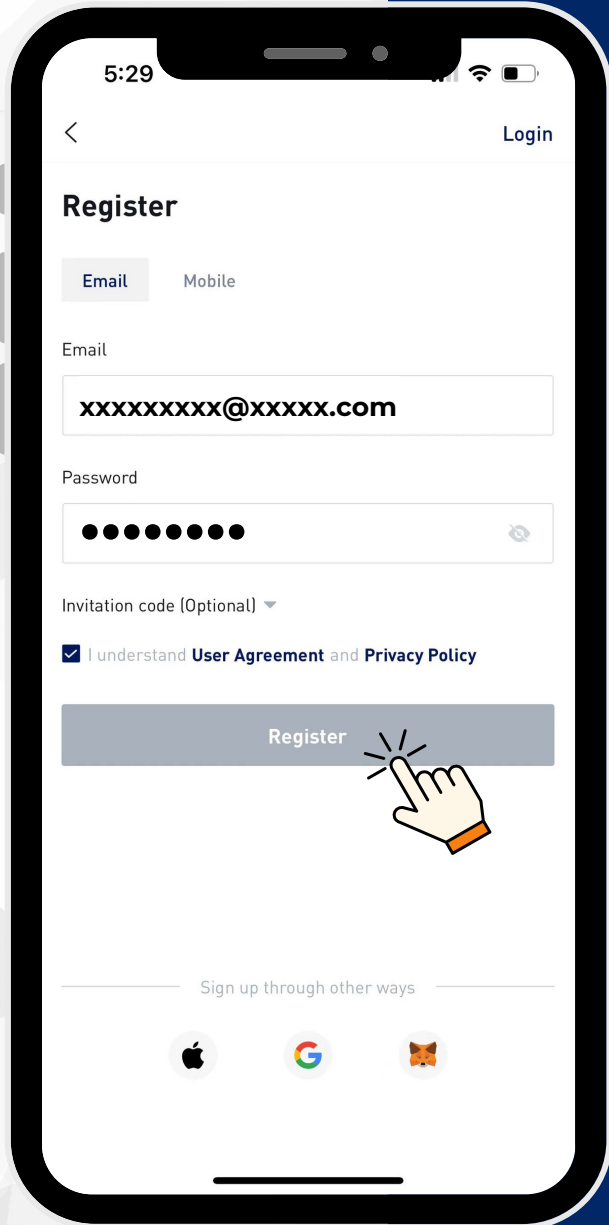 5:29
Login
Register
Email Mobile
Email
xxxxxxxxx@xxxxx.com
Password
Invitation code (Optional)
I understand User Agreement and Privacy Policy
Register
Sign up through other ways